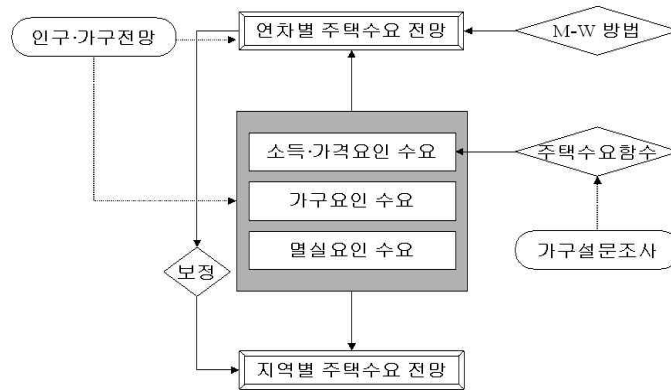 인구·가구전망
연차별 주택수요 전망
M-W 방법
소득·가격요인 수요
주택수요함수
가구요인 수요
멸실요인 수요
가구설문조사
보정
지역별 주택수요 전망